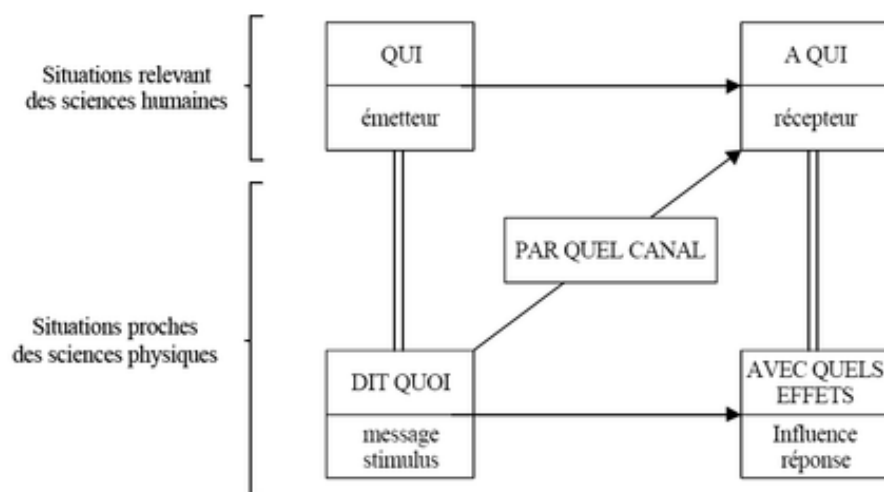 Situations relevant
des sciences humaines
QUI
émetteur
A QUI
récepteur
PAR QUEL CANAL
Situations proches
des sciences physiques
DIT QUOI
message
stimulus
AVEC QUELS
EFFETS
Influence
réponse